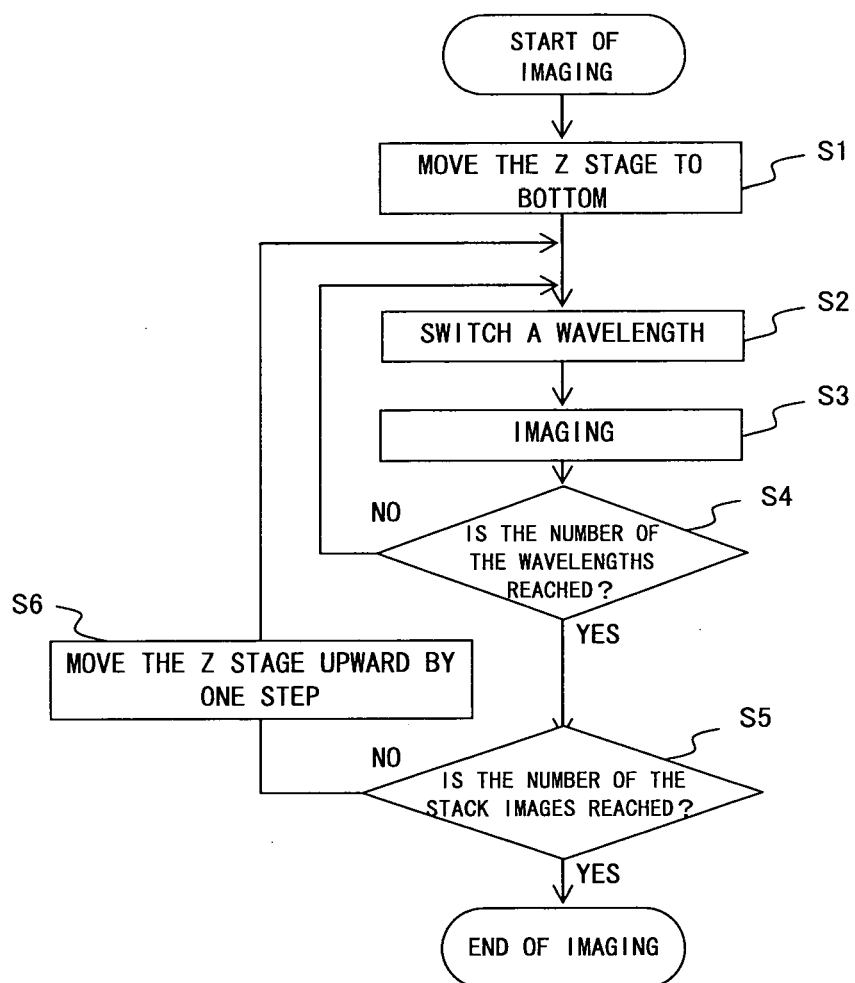 START OF
IMAGING
S1
MOVE THE Z STAGE TO
BOTTOM
S2
SWITCH A WAVELENGTH
S3
IMAGING
S4
NO
IS THE NUMBER OF
THE WAVELENGTHS
REACHED?
YES
S6
MOVE THE Z STAGE UPWARD BY
ONE STEP
S5
NO
IS THE NUMBER OF THE
STACK IMAGES REACHED?
YES
END OF IMAGING